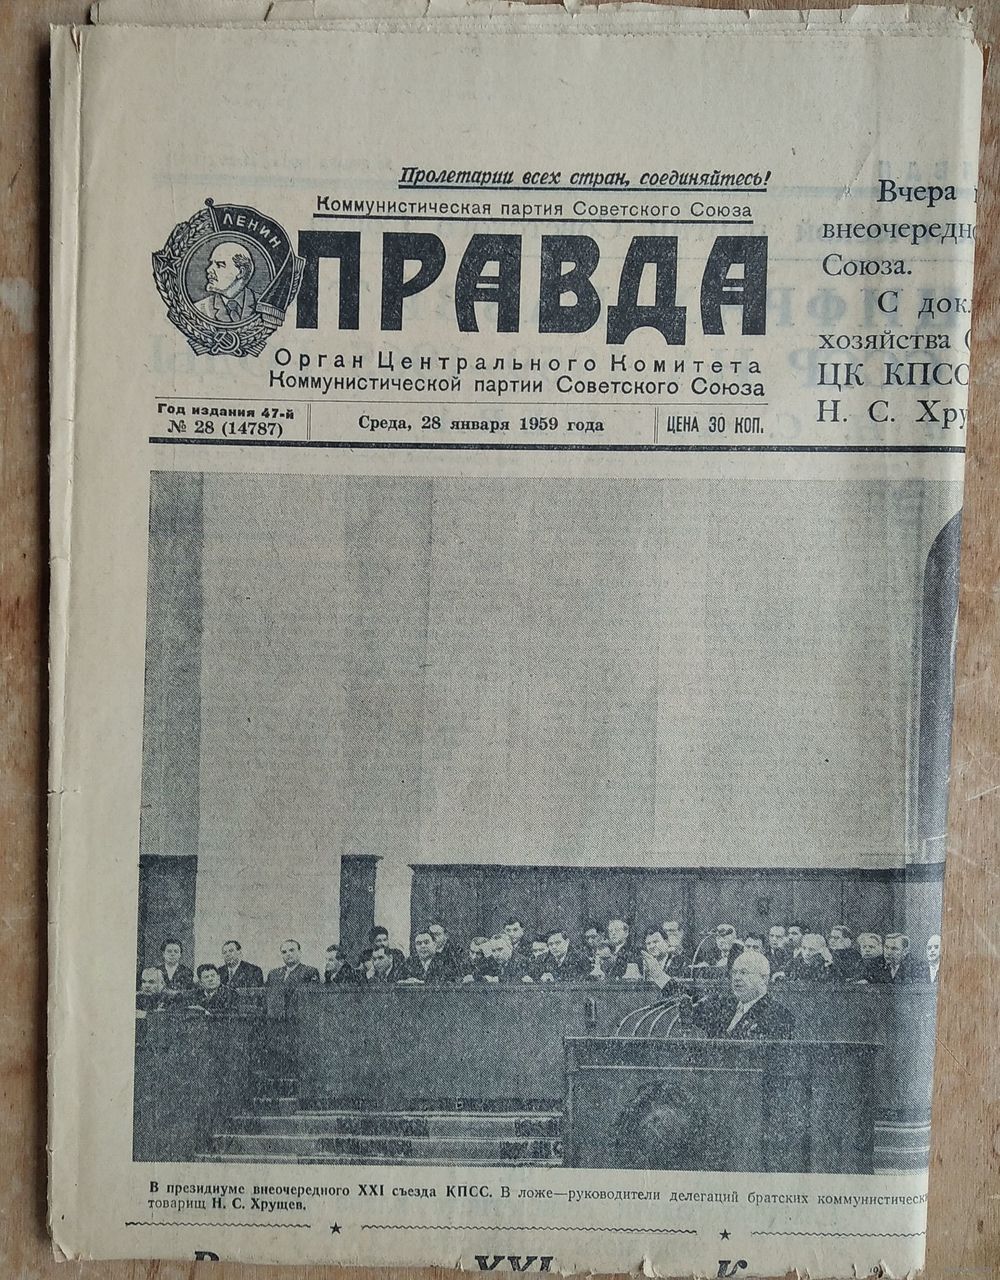 Пролетарии всех стран, соединяйтесь!
Коммунистическая партия Советского Союза
ЛЕНИН
ПРАВДА
Орган Центрального Комитета
Коммунистической партии Советского Союза
Год издания 47-й
№ 28 (14787)
Среда, 28 января 1959 года
ЦЕНА 30 КОП.
Вчера
внеочередн
Союза.
С док
хозяйства
ЦК КПСС
Н. С. Хру
В президиуме внеочередного XXI съезда КПСС. В ложе—руководители делегаций братских коммунистическ
товарищ Н. С. Хрущев.
XXI